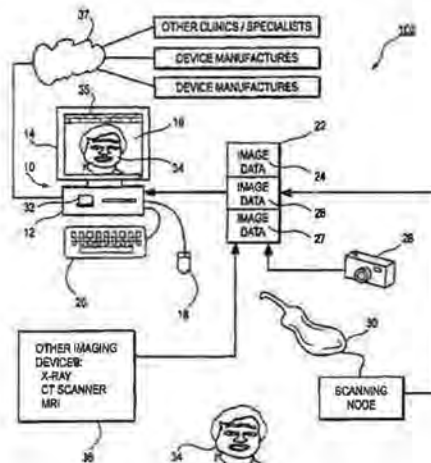 37
OTHER CLINICS / SPECIALISTS
DEVICE MANUFACTURES
DEVICE MANUFACTURES
100
35
14
16
10
34
32
12
20
18
22
IMAGE DATA
24
IMAGE DATA
26
IMAGE DATA
27
28
30
OTHER IMAGING
DEVICES:
X-RAY
CT SCANNER
MRI
36
SCANNING
NODE
34